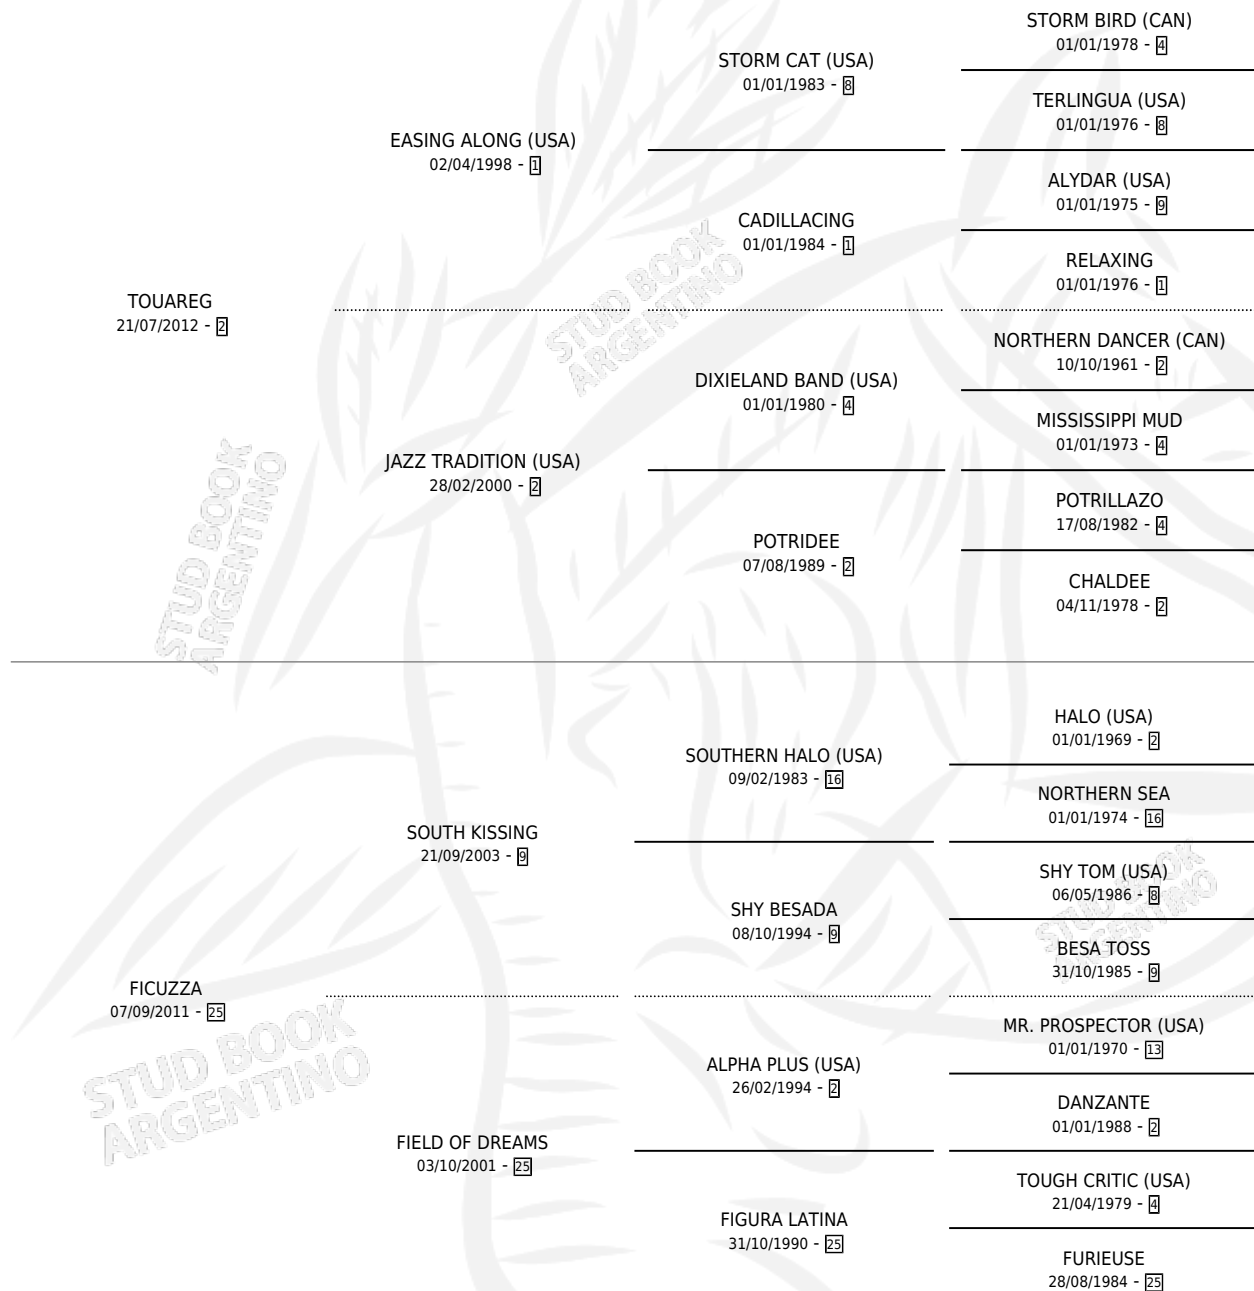 STORM BIRD (CAN)
01/01/1978 - 4
STORM CAT (USA)
01/01/1983 - 8
TERLINGUA (USA)
01/01/1976 - 8
EASING ALONG (USA)
02/04/1998 - 1
ALYDAR (USA)
01/01/1975 - 9
CADILLACING
01/01/1984 - 1
RELAXING
01/01/1976 - 1
TOUAREG
21/07/2012 - 2
NORTHERN DANCER (CAN)
10/10/1961 - 2
DIXIELAND BAND (USA)
01/01/1980 - 4
MISSISSIPPI MUD
01/01/1973 - 4
JAZZ TRADITION (USA)
28/02/2000 - 2
POTRILLAZO
17/08/1982 - 4
POTRIDEE
07/08/1989 - 2
CHALDEE
04/11/1978 - 2
HALO (USA)
01/01/1969 - 2
SOUTHERN HALO (USA)
09/02/1983 - 16
NORTHERN SEA
01/01/1974 - 16
SOUTH KISSING
21/09/2003 - 9
SHY TOM (USA)
06/05/1986 - 8
SHY BESADA
08/10/1994 - 9
BESA TOSS
31/10/1985 - 9
FICUZZA
07/09/2011 - 25
MR. PROSPECTOR (USA)
01/01/1970 - 13
ALPHA PLUS (USA)
26/02/1994 - 2
DANZANTE
01/01/1988 - 2
FIELD OF DREAMS
03/10/2001 - 25
TOUGH CRITIC (USA)
21/04/1979 - 4
FIGURA LATINA
31/10/1990 - 25
FURIEUSE
28/08/1984 - 25
STUD BOOK
ARGENTINO
STUD BOOK
ARGENTINO
STUD BOOK
ARGENTINO
STUD BOOK
ARGENTINO